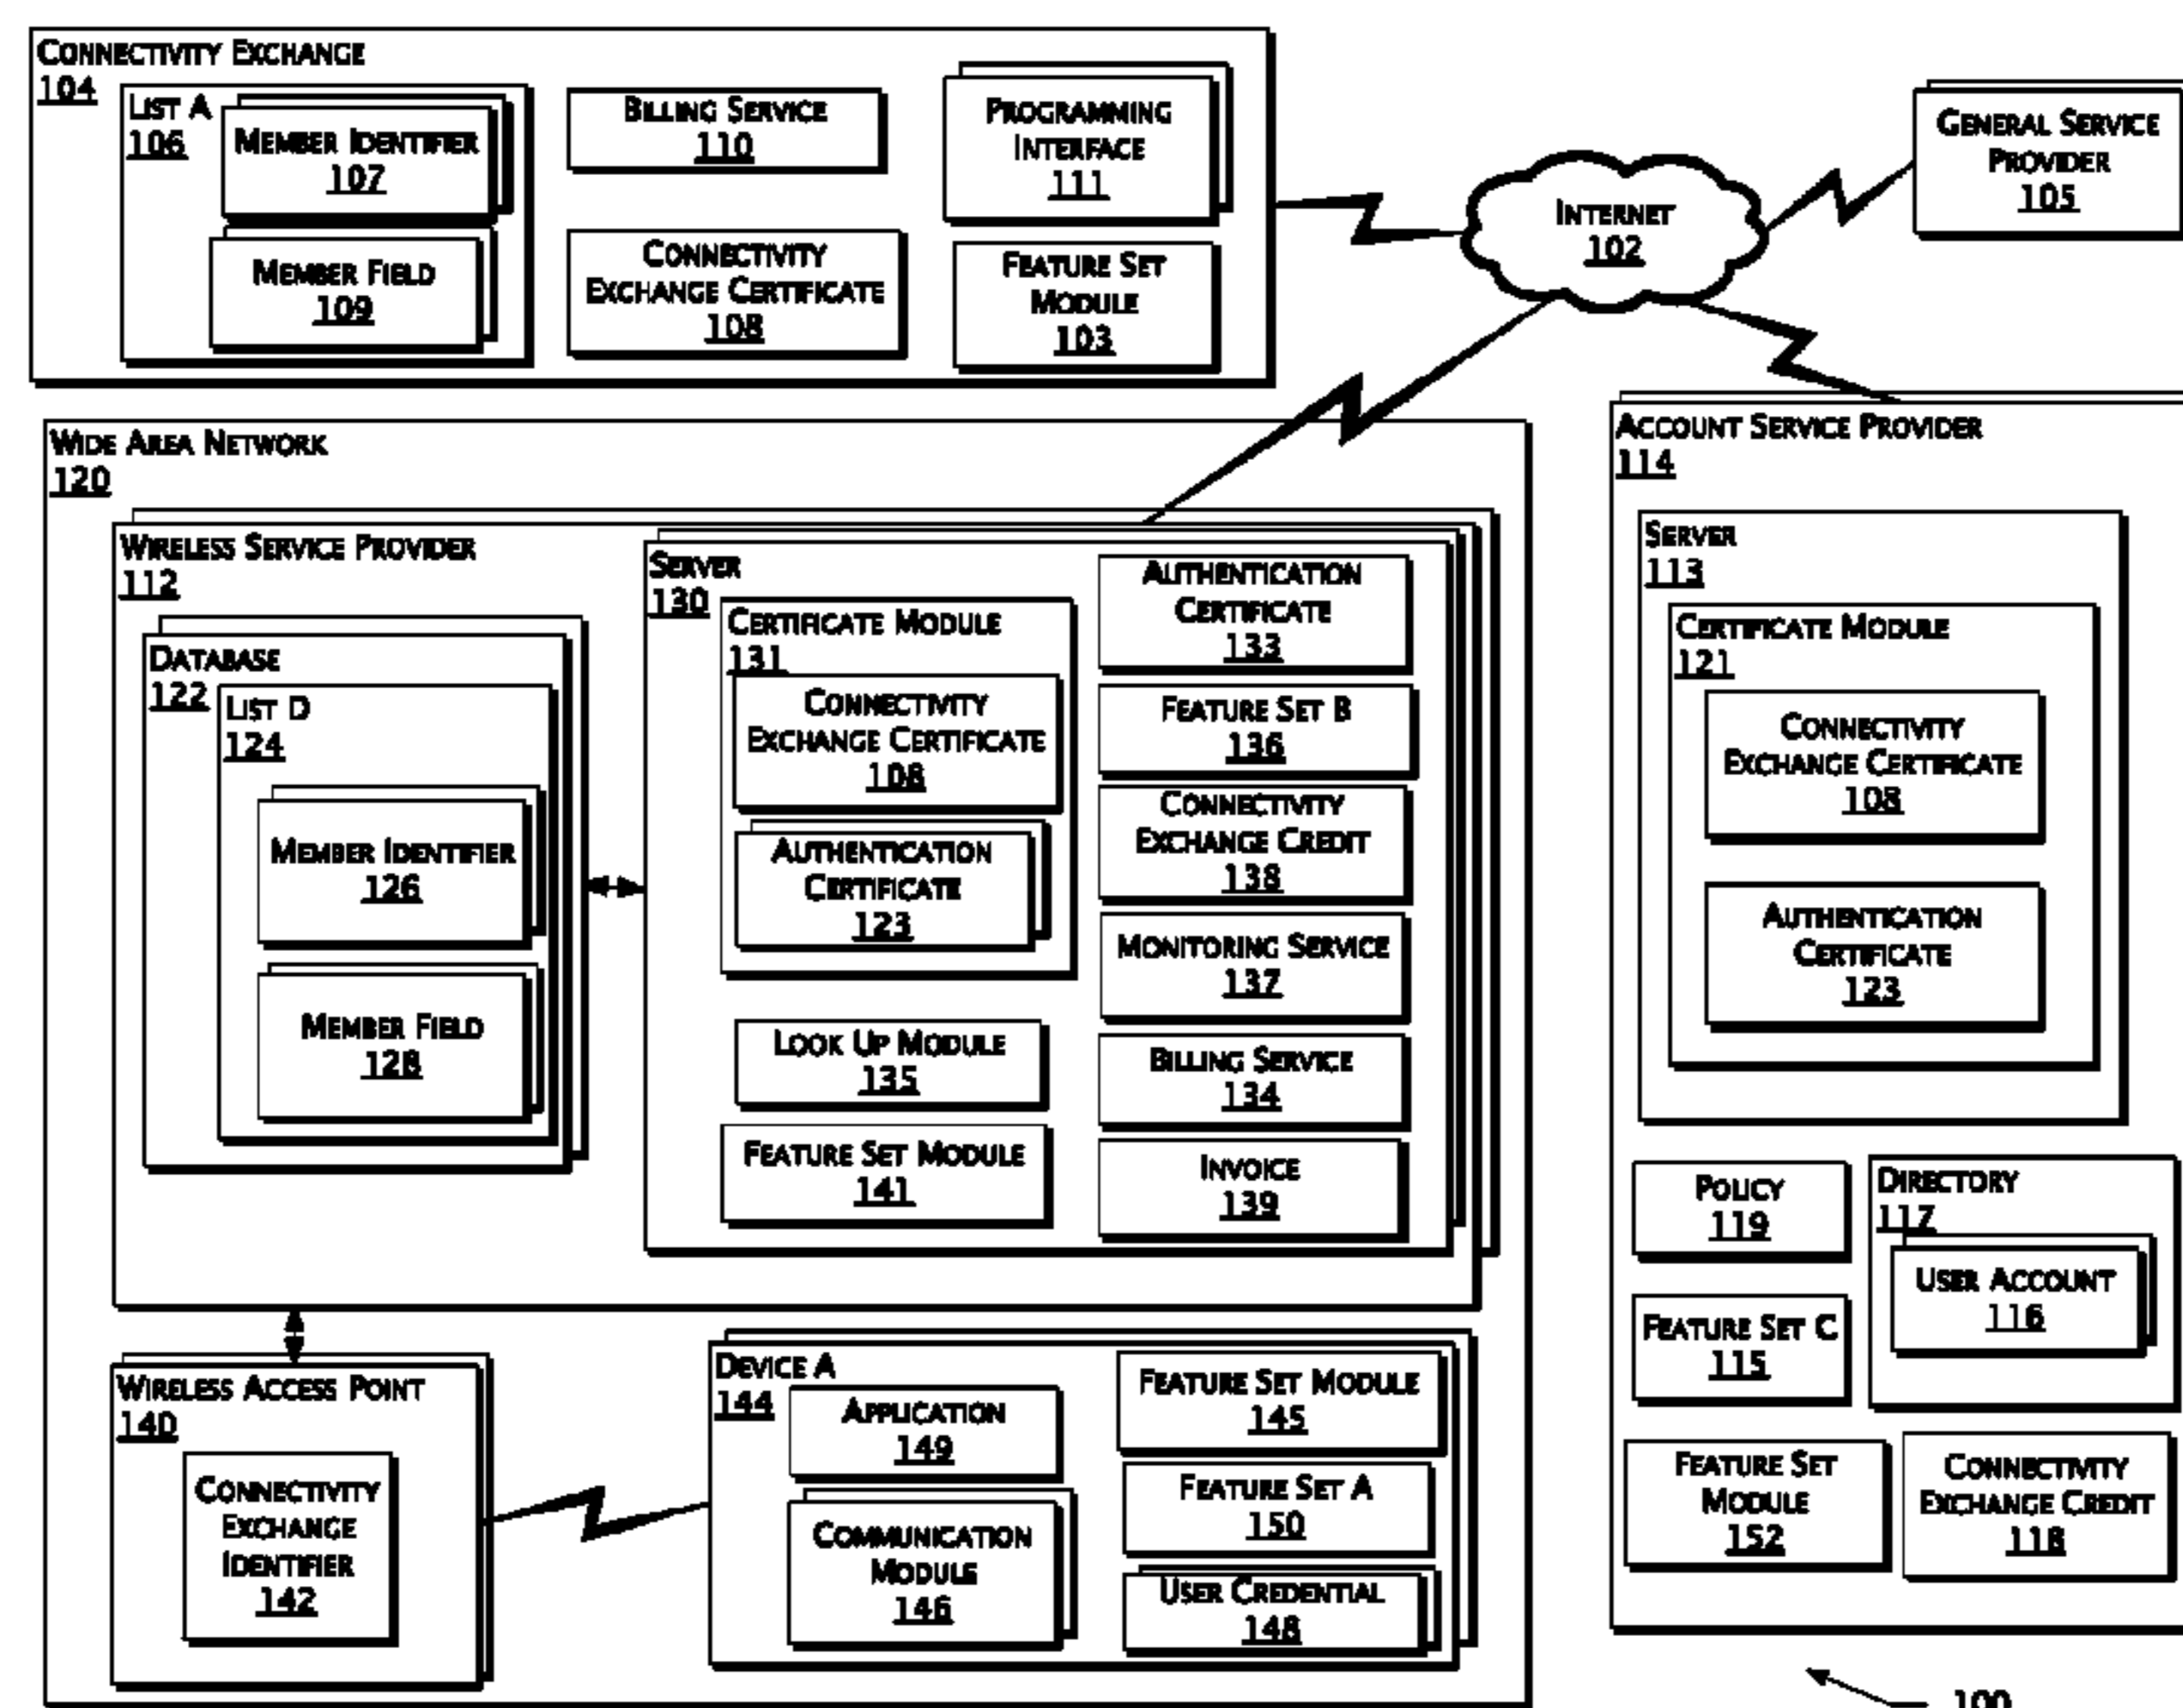 CONNECTIVITY EXCHANGE
104
LIST A
106
MEMBER IDENTIFIER
107
MEMBER FIELD
109
BILLING SERVICE
110
CONNECTIVITY
EXCHANGE CERTIFICATE
108
PROGRAMMING
INTERFACE
111
FEATURE SET
MODULE
103
INTERNET
102
GENERAL SERVICE
PROVIDER
105
WIDE AREA NETWORK
120
WIRELESS SERVICE PROVIDER
112
DATABASE
122
LIST D
124
MEMBER IDENTIFIER
126
MEMBER FIELD
128
SERVER
130
CERTIFICATE MODULE
131
CONNECTIVITY
EXCHANGE CERTIFICATE
108
AUTHENTICATION
CERTIFICATE
123
LOOK UP MODULE
135
FEATURE SET MODULE
141
AUTHENTICATION
CERTIFICATE
133
FEATURE SET B
136
CONNECTIVITY
EXCHANGE CREDIT
138
MONITORING SERVICE
137
BILLING SERVICE
134
INVOICE
139
WIRELESS ACCESS POINT
140
CONNECTIVITY
EXCHANGE
IDENTIFIER
142
DEVICE A
144
APPLICATION
149
COMMUNICATION
MODULE
146
FEATURE SET MODULE
145
FEATURE SET A
150
USER CREDENTIAL
148
ACCOUNT SERVICE PROVIDER
114
SERVER
113
CERTIFICATE MODULE
121
CONNECTIVITY
EXCHANGE CERTIFICATE
108
AUTHENTICATION
CERTIFICATE
123
POLICY
119
DIRECTORY
117
USER ACCOUNT
116
FEATURE SET C
115
FEATURE SET
MODULE
152
CONNECTIVITY
EXCHANGE CREDIT
118
100